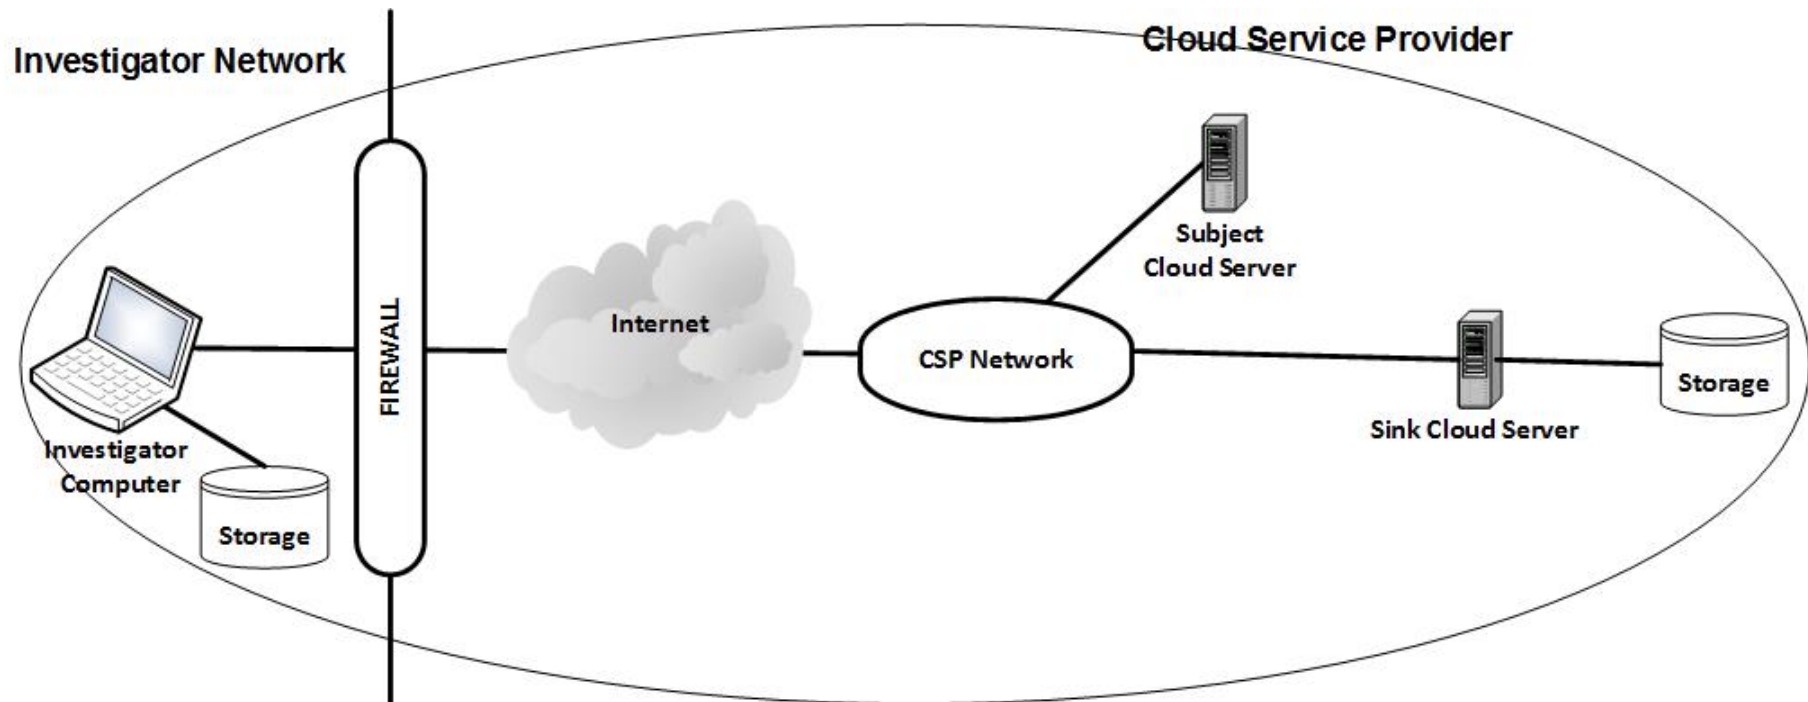 Investigator Network
Cloud Service Provider
Subject
Cloud Server
FIREWALL
Internet
CSP Network
Storage
Sink Cloud Server
Investigator
Computer
Storage